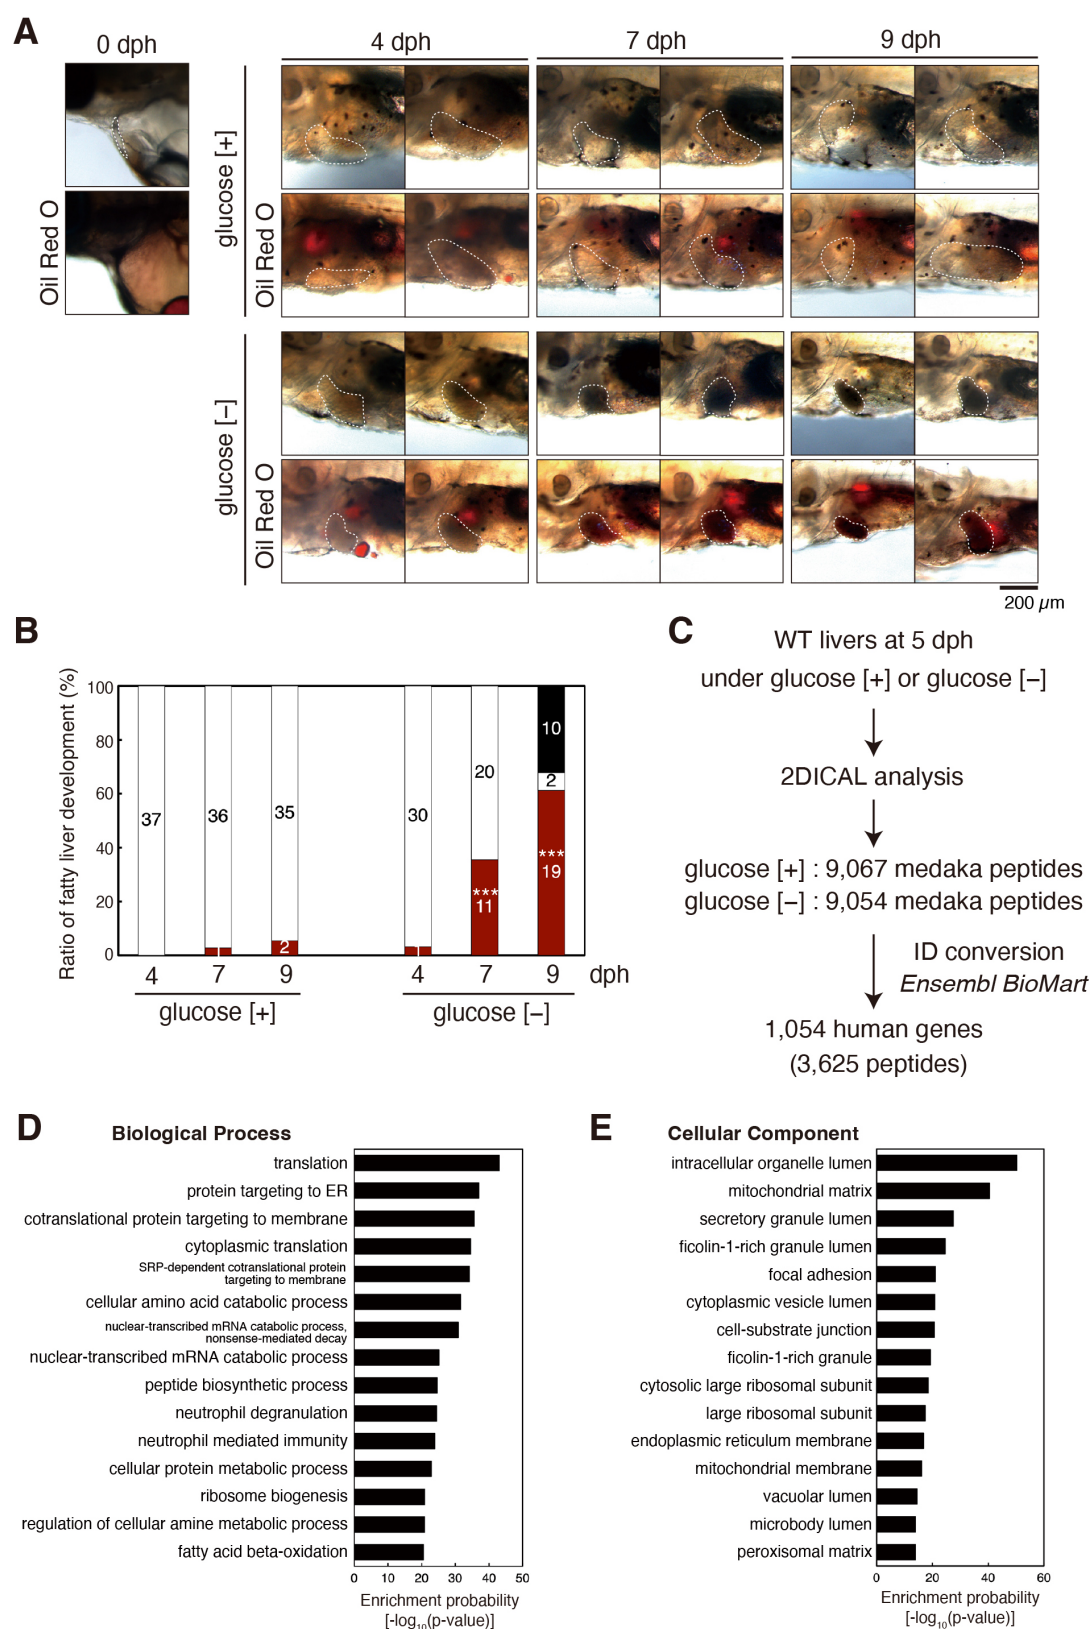 A
0 dph
4 dph
7 dph
9 dph
glucose [+]
Oil Red O
Oil Red O
glucose [–]
Oil Red O
200 µm
B
Ratio of fatty liver development (%)
100
80
60
40
20
0
37
36
35
30
20
10
2
***
19
***
11
1
2
1
4
7
9
4
7
9
dph
glucose [+]
glucose [–]
C
WT livers at 5 dph
under glucose [+] or glucose [–]
2DICAL analysis
glucose [+] : 9,067 medaka peptides
glucose [–] : 9,054 medaka peptides
ID conversion
Ensembl BioMart
1,054 human genes
(3,625 peptides)
D
Biological Process
translation
protein targeting to ER
cotranslational protein targeting to membrane
cytoplasmic translation
SRP-dependent cotranslational protein
targeting to membrane
cellular amino acid catabolic process
nuclear-transcribed mRNA catabolic process,
nonsense-mediated decay
nuclear-transcribed mRNA catabolic process
peptide biosynthetic process
neutrophil degranulation
neutrophil mediated immunity
cellular protein metabolic process
ribosome biogenesis
regulation of cellular amine metabolic process
fatty acid beta-oxidation
0 10 20 30 40 50
Enrichment probability
[-log10(p-value)]
E
Cellular Component
intracellular organelle lumen
mitochondrial matrix
secretory granule lumen
ficolin-1-rich granule lumen
focal adhesion
cytoplasmic vesicle lumen
cell-substrate junction
ficolin-1-rich granule
cytosolic large ribosomal subunit
large ribosomal subunit
endoplasmic reticulum membrane
mitochondrial membrane
vacuolar lumen
microbody lumen
peroxisomal matrix
0 20 40 60
Enrichment probability
[-log10(p-value)]